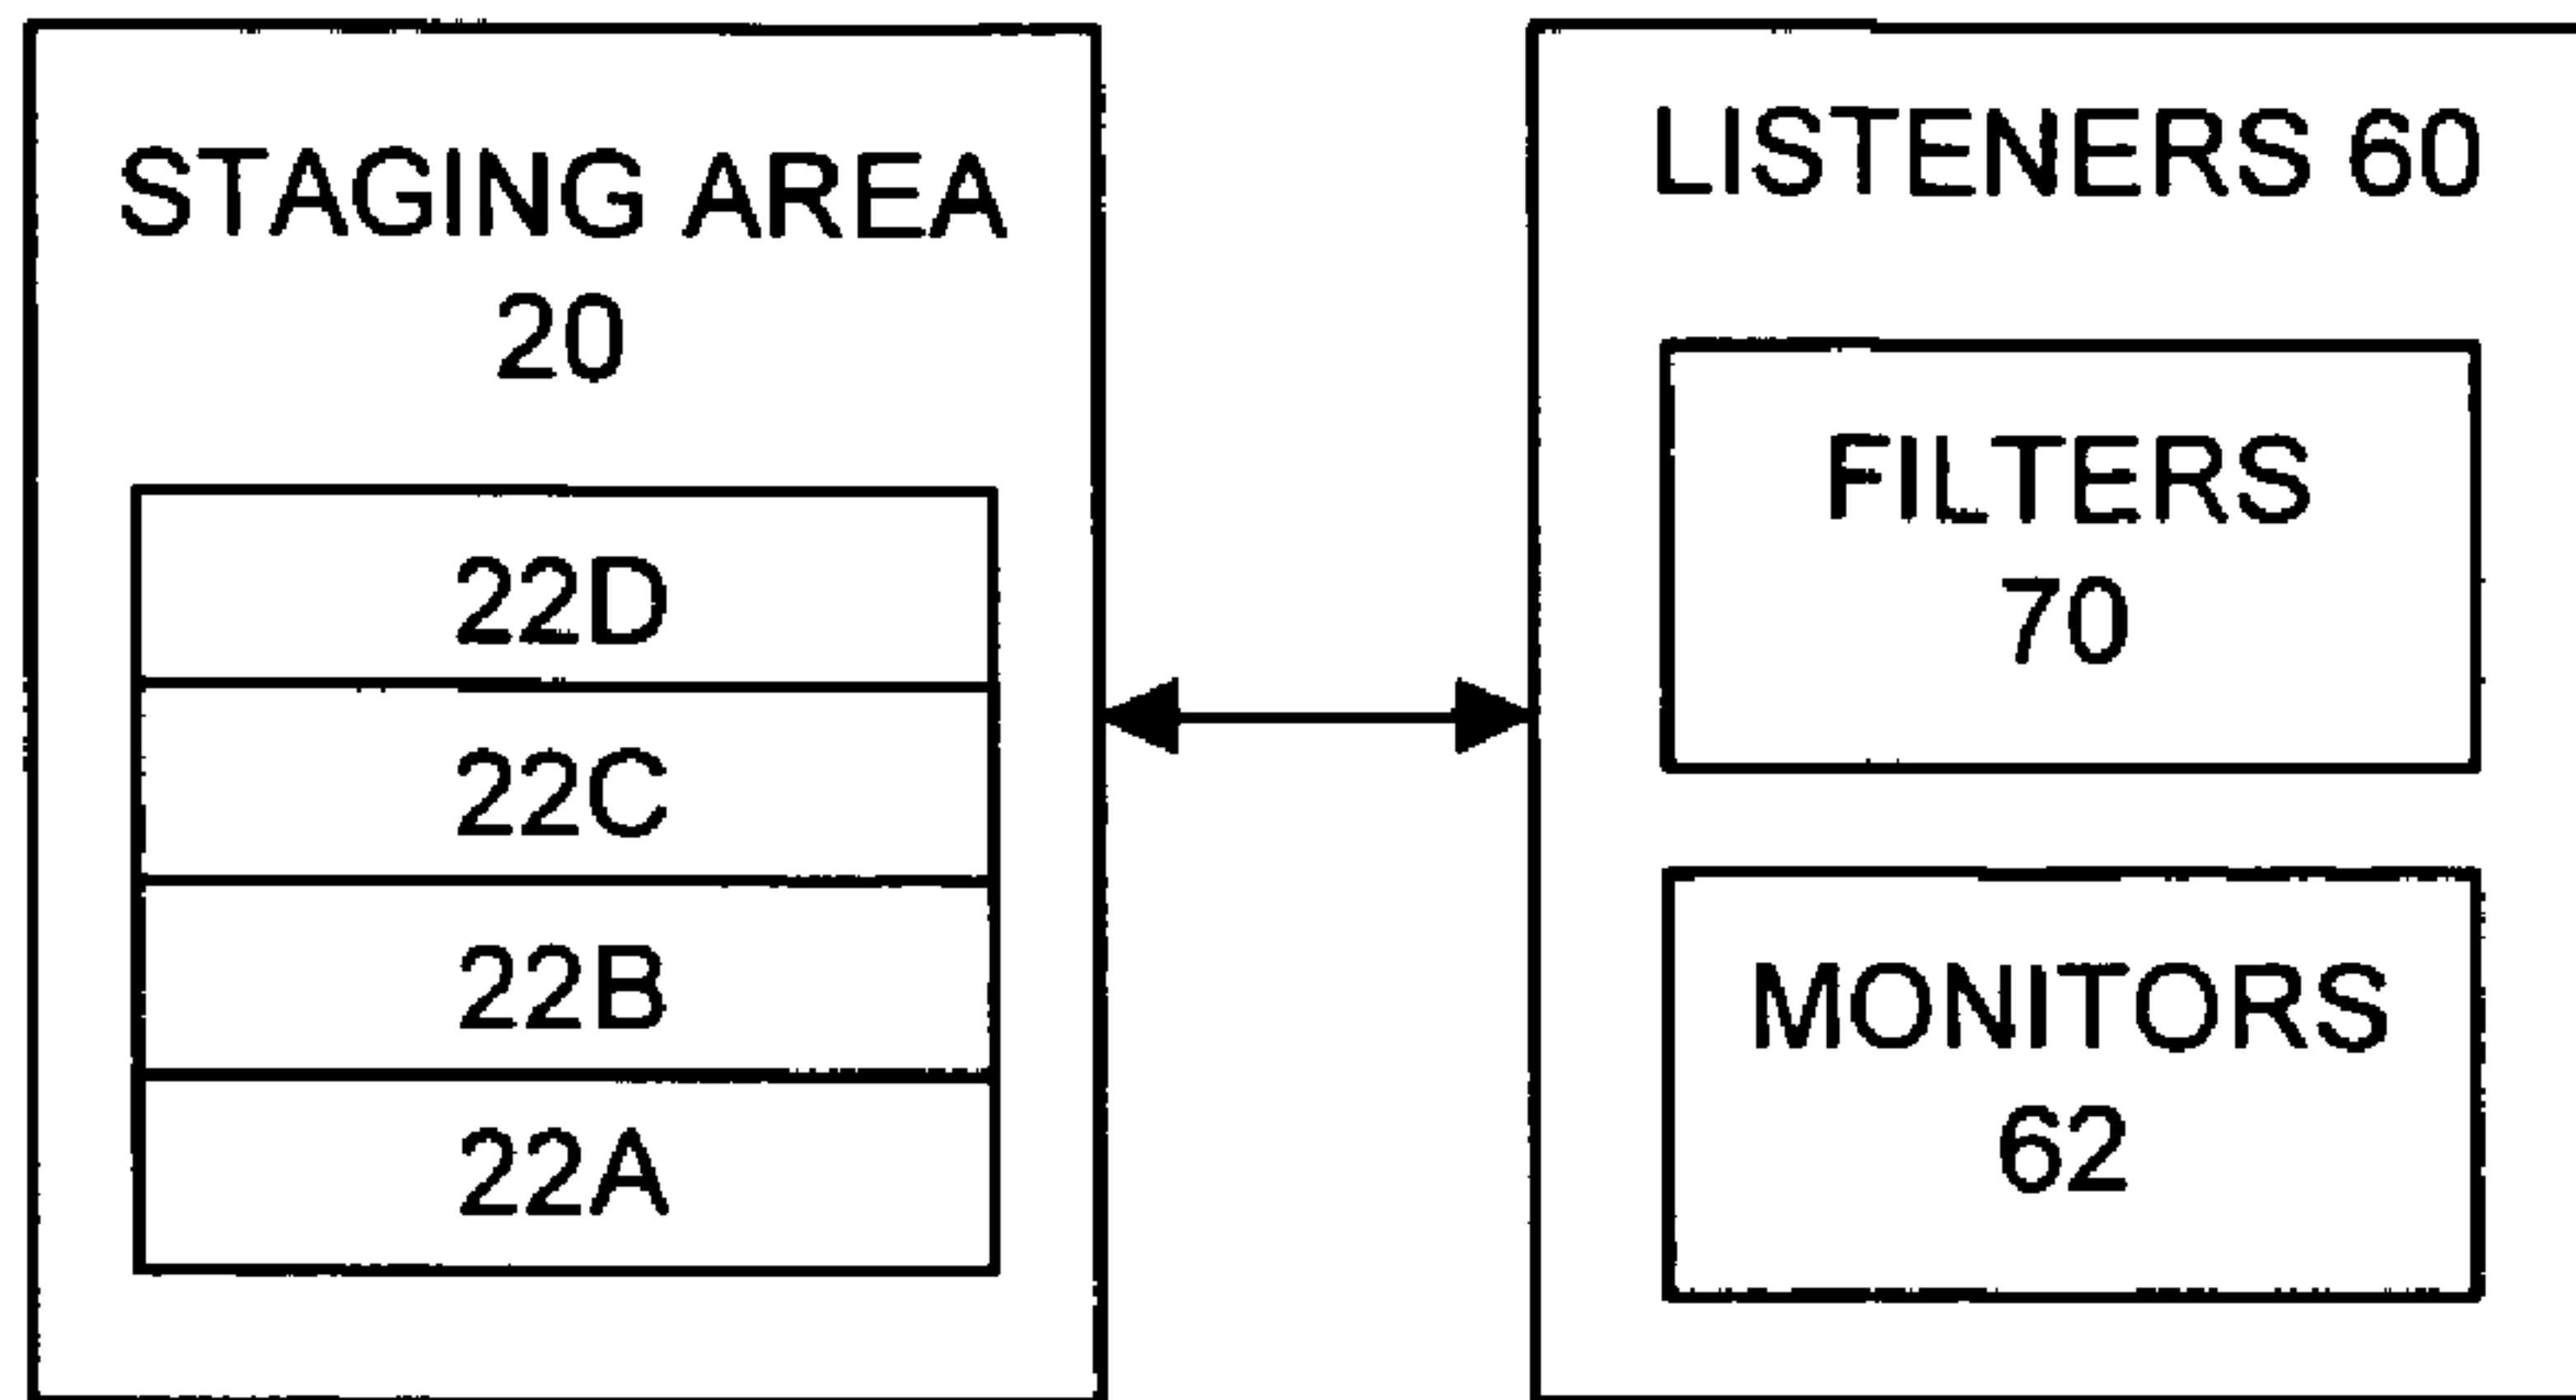 STAGING AREA
20
22D
22C
22B
22A
LISTENERS 60
FILTERS
70
MONITORS
62